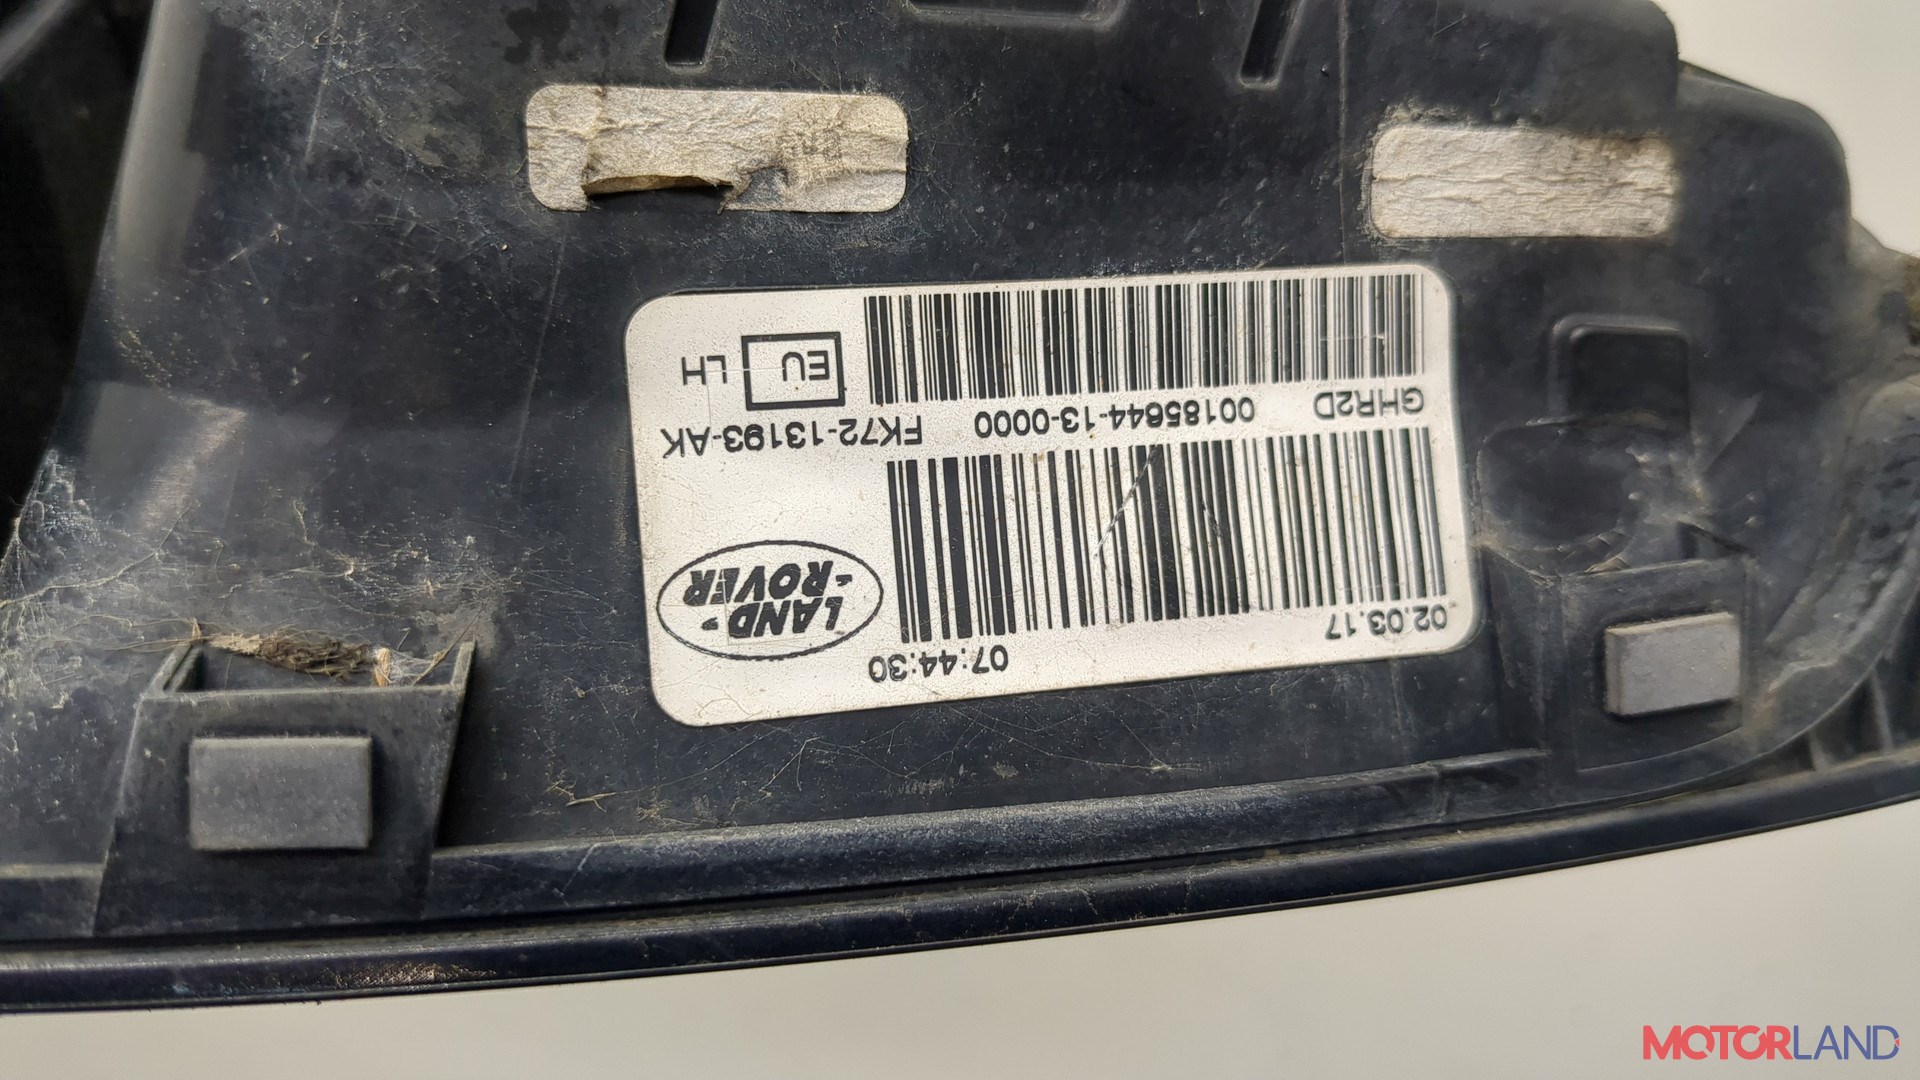 02.03.17 07:44:30
LAND-
-ROVER
GHR2D 00185644-13-0000 FK72-13193-AK
EU LH
MOTORLAND